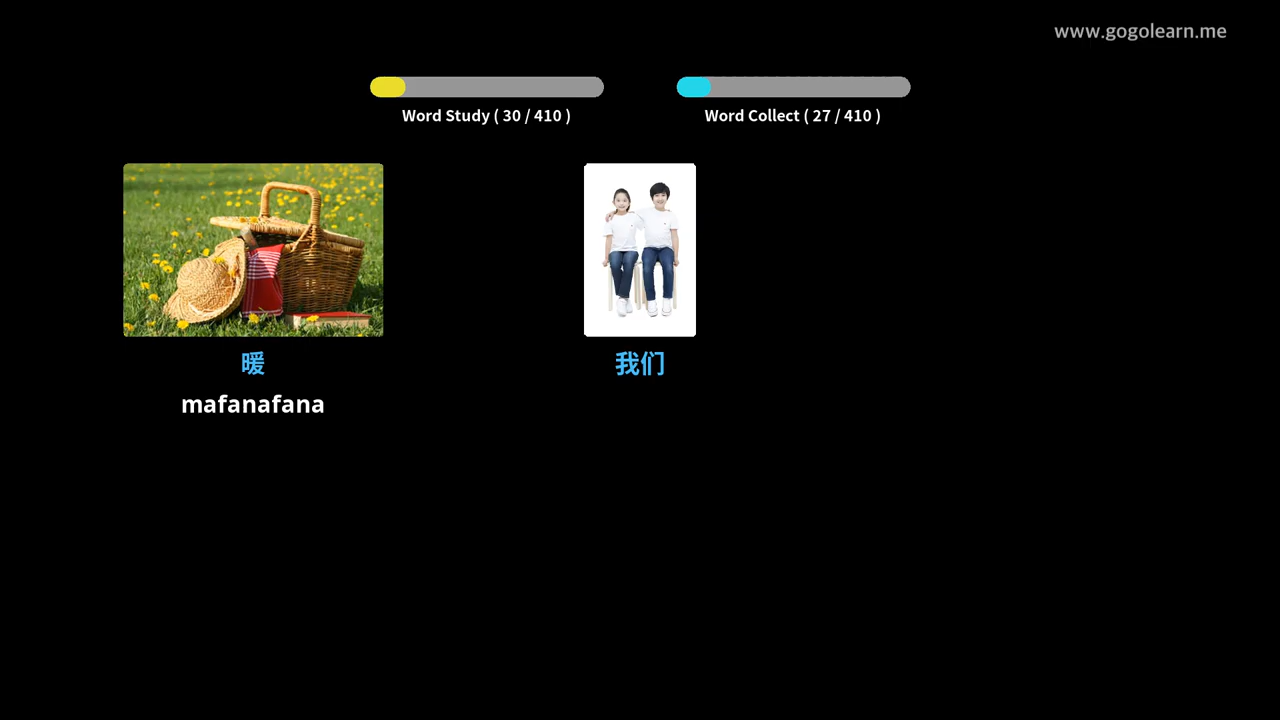 www.gogolearn.me
Word Study ( 30 / 410 )
Word Collect ( 27 / 410 )
暖
我们
mafanafana